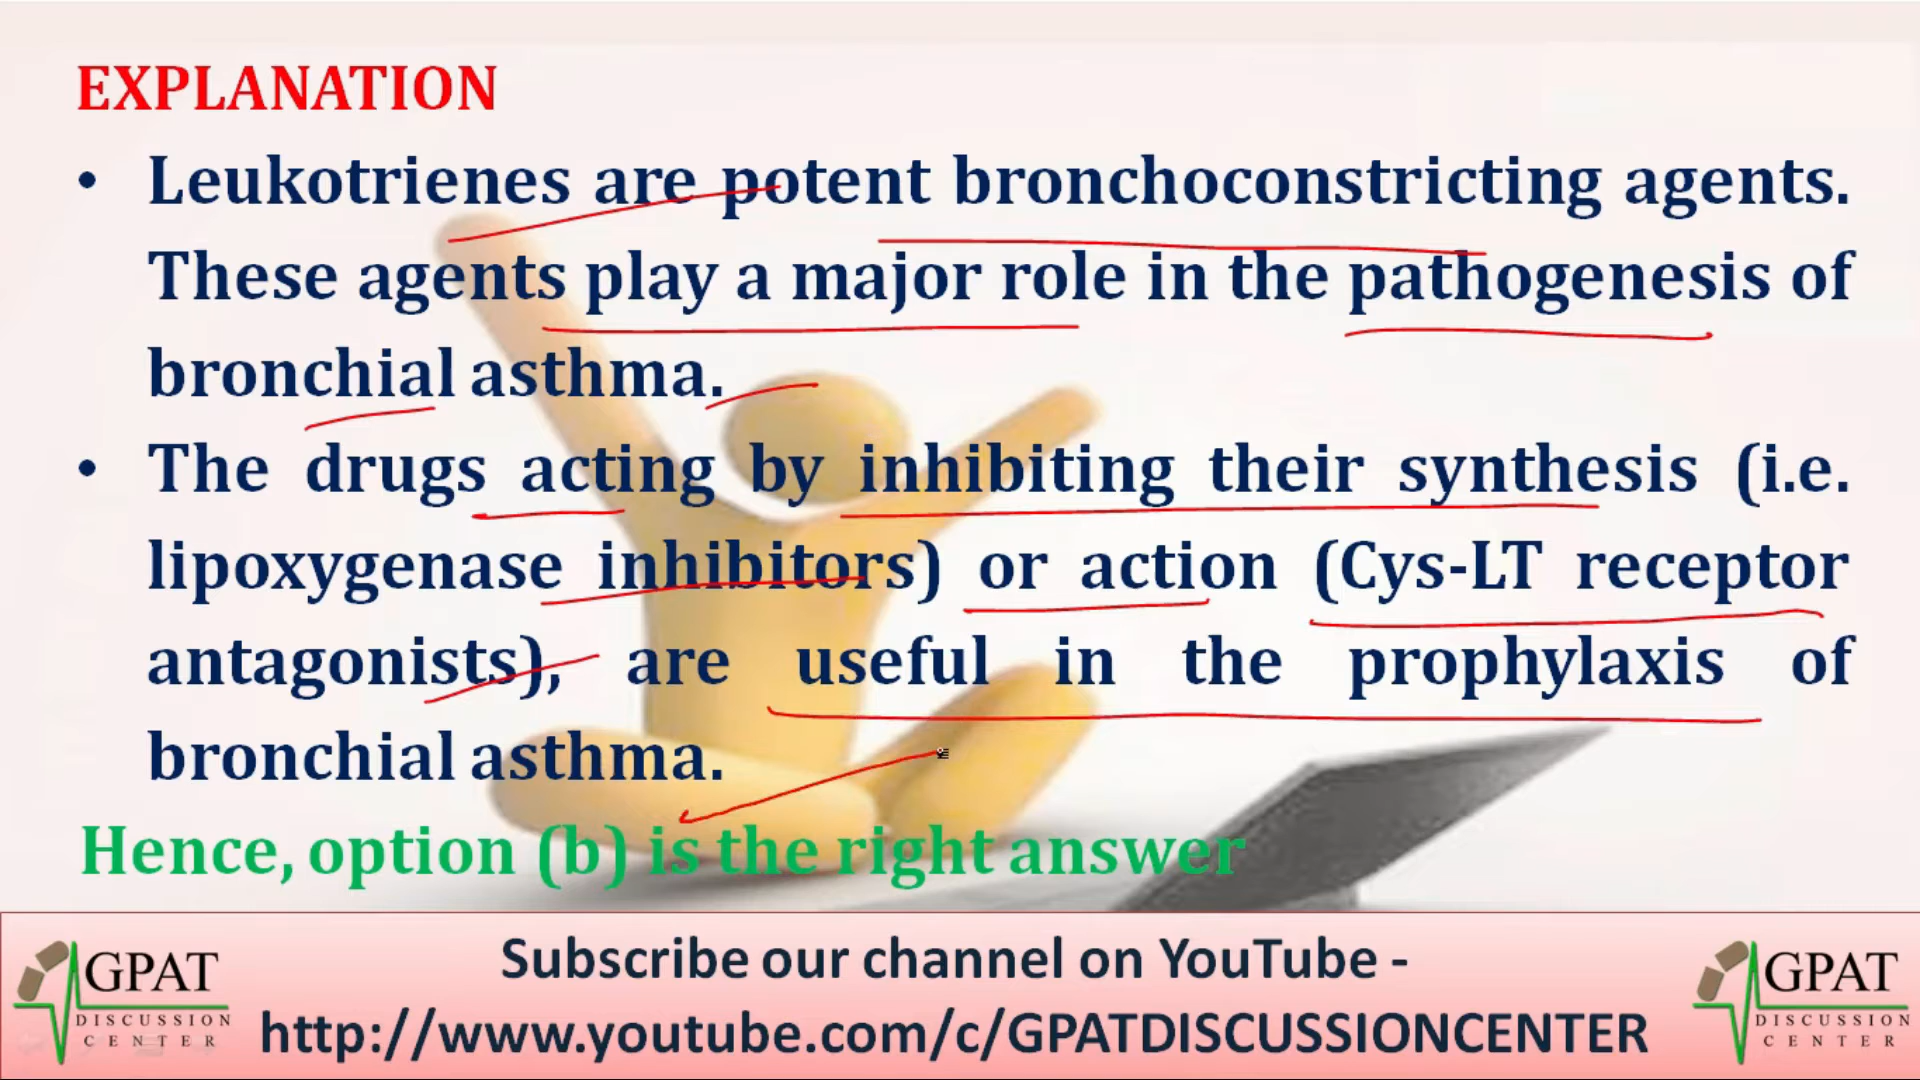 EXPLANATION
• Leukotrienes are potent bronchoconstricting agents.
These agents play a major role in the pathogenesis of
bronchial asthma.
• The drugs acting by inhibiting their synthesis (i.e.
lipoxygenase inhibitors) or action (Cys-LT receptor
antagonists), are useful in the prophylaxis of
bronchial asthma.
Hence, option (b) is the right answer
GPAT
DISCUSSION
CENTER
Subscribe our channel on YouTube -
http://www.youtube.com/c/GPATDISCUSSIONCENTER
GPAT
DISCUSSION
CENTER